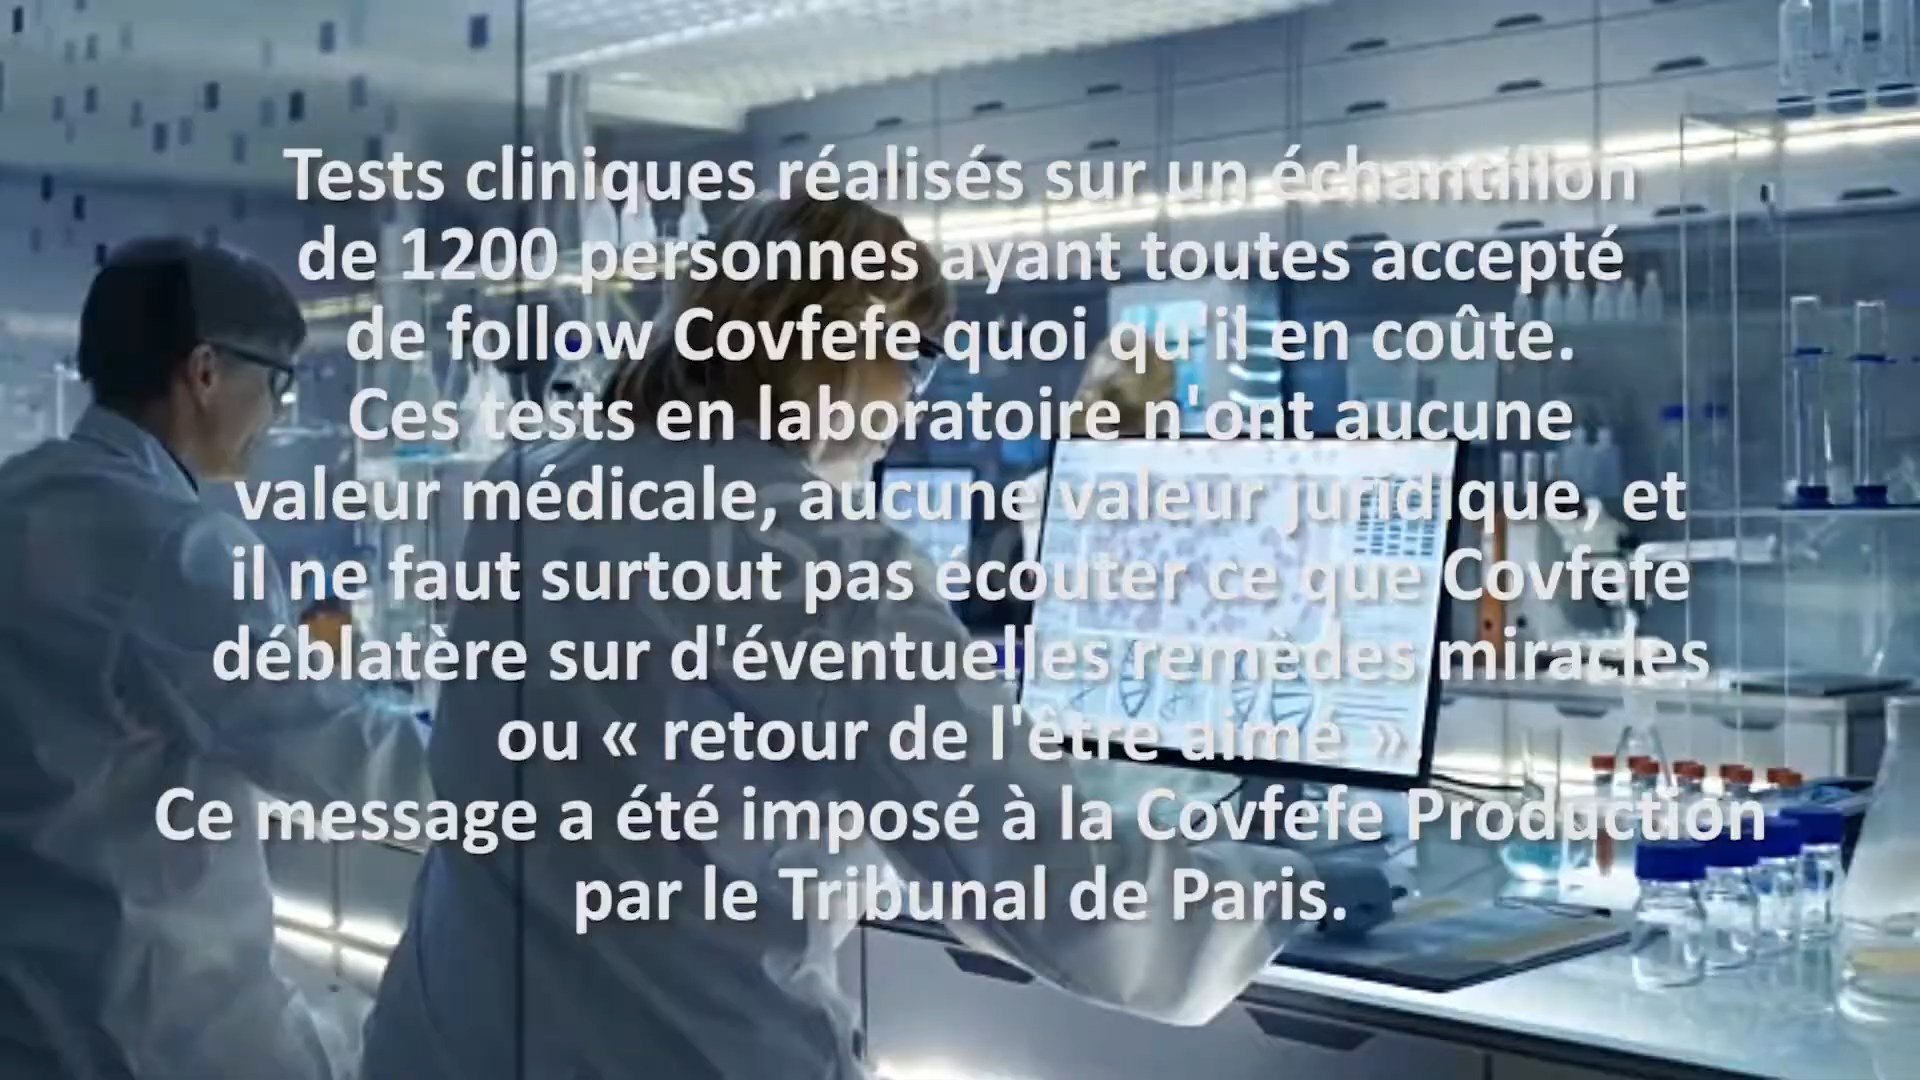 Tests cliniques réalisés sur un échantillon
de 1200 personnes ayant toutes accepté
de follow Covfefe quoi qu'il en coûte.
Ces tests en laboratoire n'ont aucune
valeur médicale, aucune valeur juridique, et
il ne faut surtout pas écouter ce que Covfefe
déblatère sur d'éventuelles remèdes miracles
ou « retour de l'être aimé ».
Ce message a été imposé à la Covfefe Production
par le Tribunal de Paris.